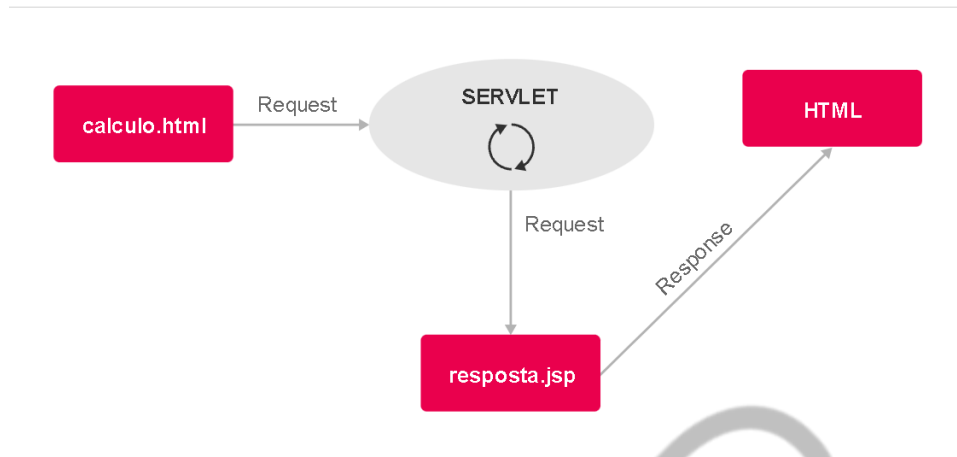 calculo.html
Request
SERVLET
HTML
Request
Response
resposta.jsp